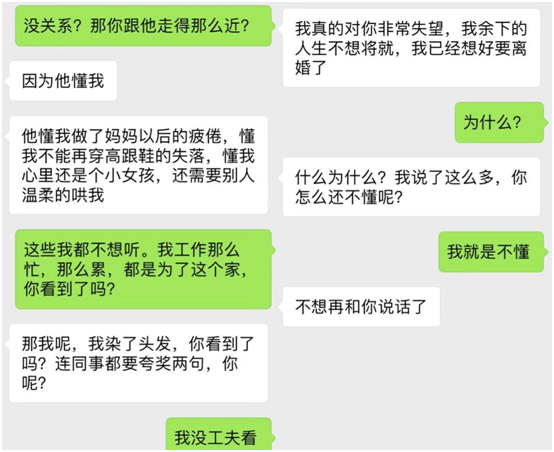 没关系？那你跟他走得那么近？
因为他懂我
他懂我做了妈妈以后的疲倦，懂
我不能再穿高跟鞋的失落，懂我
心里还是个小女孩，还需要别人
温柔的哄我
这些我都不想听。我工作那么
忙，那么累，都是为了这个家，
你看到了吗？
那我呢，我染了头发，你看到了
吗？连同事都要夸奖两句，你
呢？
我没工夫看
我真的对你非常失望，我余下的
人生不想将就，我已经想好要离
婚了
为什么？
什么为什么？我说了这么多，你
怎么还不懂呢？
我就是不懂
不想再和你说话了